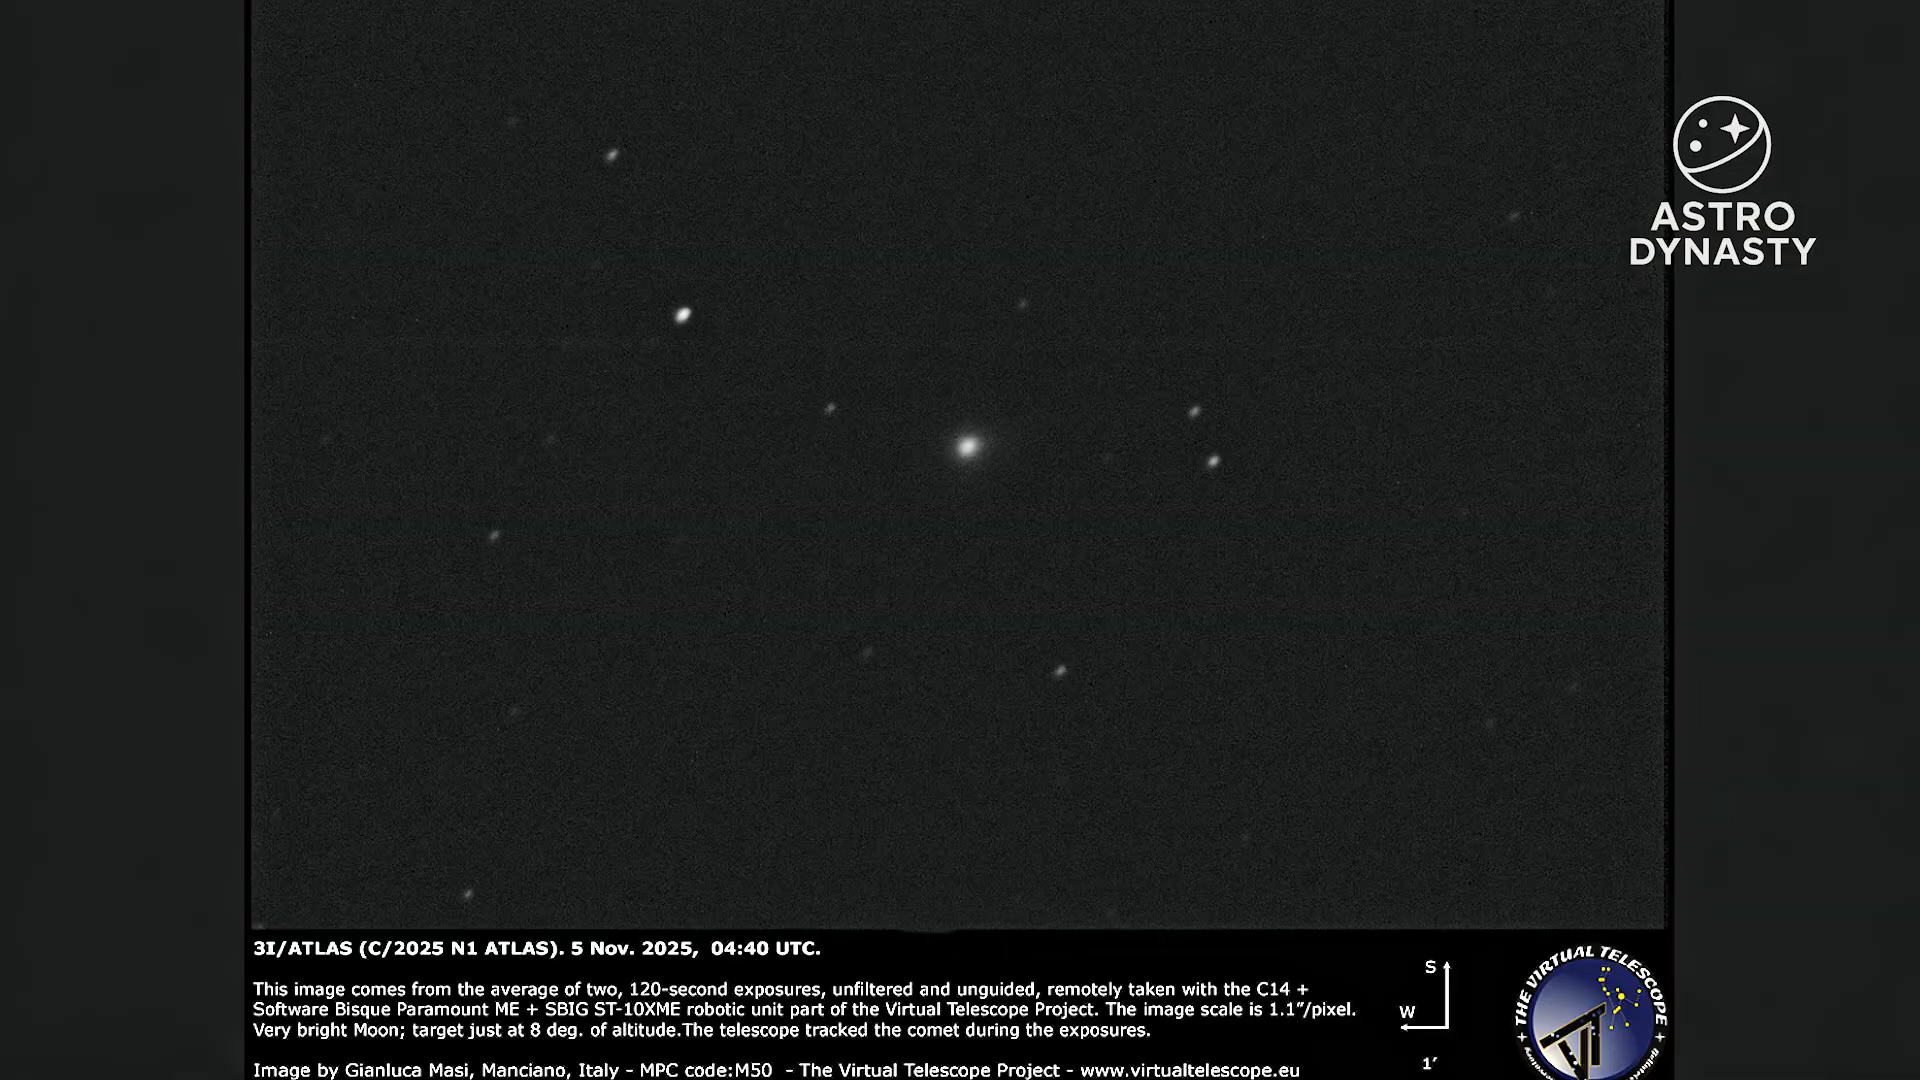 ASTRO
DYNASTY
3I/ATLAS (C/2025 N1 ATLAS). 5 Nov. 2025,  04:40 UTC.
This image comes from the average of two, 120-second exposures, unfiltered and unguided, remotely taken with the C14 +
Software Bisque Paramount ME + SBIG ST-10XME robotic unit part of the Virtual Telescope Project. The image scale is 1.1”/pixel.
Very bright Moon; target just at 8 deg. of altitude.The telescope tracked the comet during the exposures.
Image by Gianluca Masi, Manciano, Italy - MPC code:M50  - The Virtual Telescope Project - www.virtualtelescope.eu
S
W
1’
THE VIRTUAL TELESCOPE